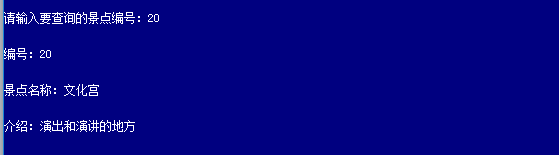 请输入要查询的景点编号：20
编号：20
景点名称：文化宫
介绍：演出和演讲的地方